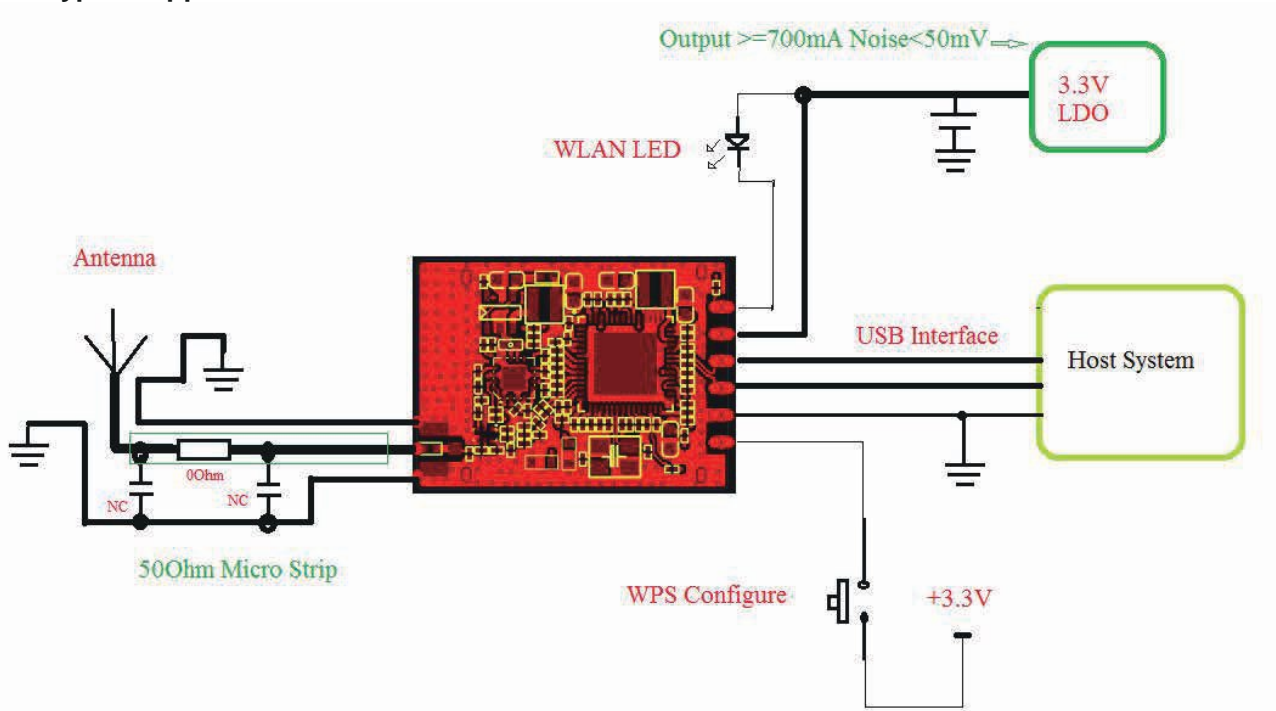 Output >=700mA Noise<50mV
3.3V
LDO
WLAN LED
Antenna
USB Interface
Host System
0Ohm
NC
NC
50Ohm Micro Strip
WPS Configure
+3.3V